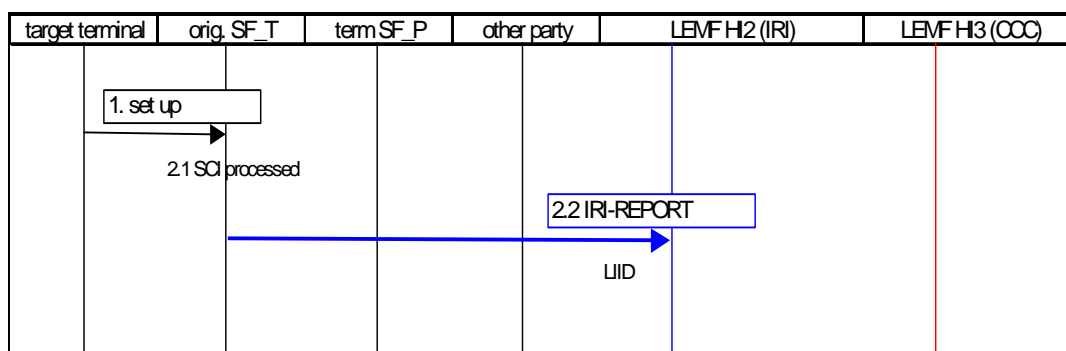 target terminal orig. SF_T term SF_P other party LEMF HI2 (IRI) LEMF HI3 (CCC)
1. set up
2.1 SCI processed
2.2 IRI-REPORT
LIID